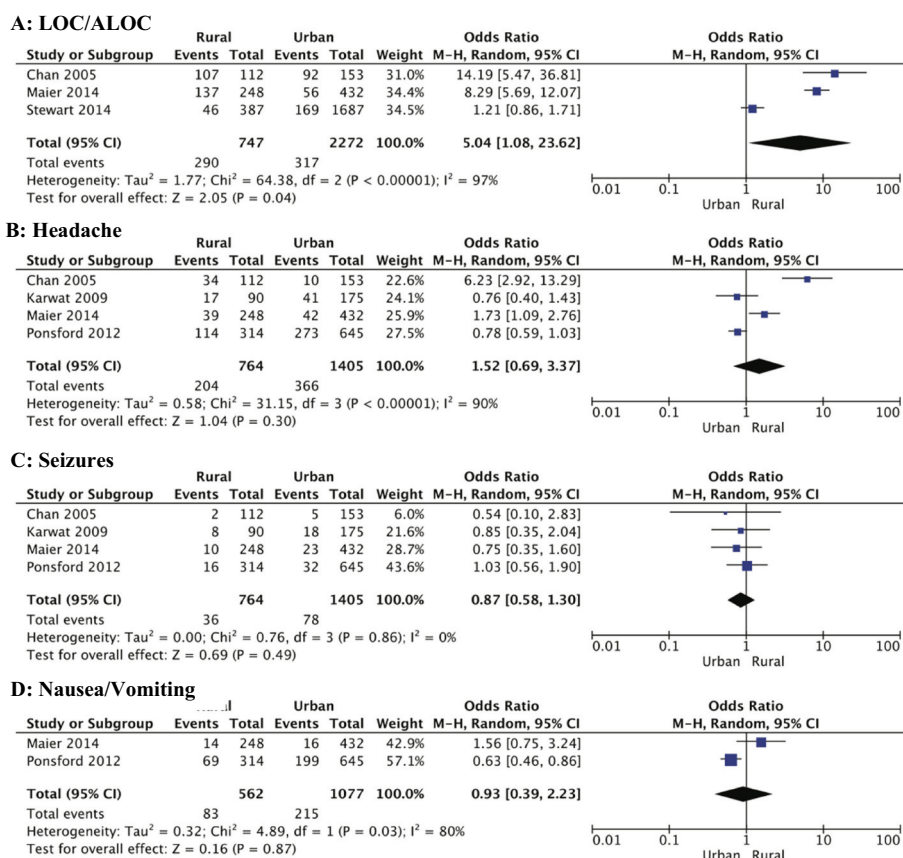 A: LOC/ALOC
Rural Urban Odds Ratio Odds Ratio
Study or Subgroup Events Total Events Total Weight M-H, Random, 95% CI M-H, Random, 95% CI
Chan 2005 107 112 92 153 31.0% 14.19 [5.47, 36.81]
Maier 2014 137 248 56 432 34.4% 8.29 [5.69, 12.07]
Stewart 2014 46 387 169 1687 34.5% 1.21 [0.86, 1.71]
Total (95% CI) 747 2272 100.0% 5.04 [1.08, 23.62]
Total events 290 317
Heterogeneity: Tau² = 1.77; Chi² = 64.38, df = 2 (P < 0.00001); I² = 97%
Test for overall effect: Z = 2.05 (P = 0.04)
0.01 0.1 1 10 100
Urban Rural
B: Headache
Rural Urban Odds Ratio Odds Ratio
Study or Subgroup Events Total Events Total Weight M-H, Random, 95% CI M-H, Random, 95% CI
Chan 2005 34 112 10 153 22.6% 6.23 [2.92, 13.29]
Karwat 2009 17 90 41 175 24.1% 0.76 [0.40, 1.43]
Maier 2014 39 248 42 432 25.9% 1.73 [1.09, 2.76]
Ponsford 2012 114 314 273 645 27.5% 0.78 [0.59, 1.03]
Total (95% CI) 764 1405 100.0% 1.52 [0.69, 3.37]
Total events 204 366
Heterogeneity: Tau² = 0.58; Chi² = 31.15, df = 3 (P < 0.00001); I² = 90%
Test for overall effect: Z = 1.04 (P = 0.30)
0.01 0.1 1 10 100
Urban Rural
C: Seizures
Rural Urban Odds Ratio Odds Ratio
Study or Subgroup Events Total Events Total Weight M-H, Random, 95% CI M-H, Random, 95% CI
Chan 2005 2 112 5 153 6.0% 0.54 [0.10, 2.83]
Karwat 2009 8 90 18 175 21.6% 0.85 [0.35, 2.04]
Maier 2014 10 248 23 432 28.7% 0.75 [0.35, 1.60]
Ponsford 2012 16 314 32 645 43.6% 1.03 [0.56, 1.90]
Total (95% CI) 764 1405 100.0% 0.87 [0.58, 1.30]
Total events 36 78
Heterogeneity: Tau² = 0.00; Chi² = 0.76, df = 3 (P = 0.86); I² = 0%
Test for overall effect: Z = 0.69 (P = 0.49)
0.01 0.1 1 10 100
Urban Rural
D: Nausea/Vomiting
Urban Odds Ratio Odds Ratio
Study or Subgroup Events Total Events Total Weight M-H, Random, 95% CI M-H, Random, 95% CI
Maier 2014 14 248 16 432 42.9% 1.56 [0.75, 3.24]
Ponsford 2012 69 314 199 645 57.1% 0.63 [0.46, 0.86]
Total (95% CI) 562 1077 100.0% 0.93 [0.39, 2.23]
Total events 83 215
Heterogeneity: Tau² = 0.32; Chi² = 4.89, df = 1 (P = 0.03); I² = 80%
Test for overall effect: Z = 0.16 (P = 0.87)
0.01 0.1 1 10 100
Urban Rural